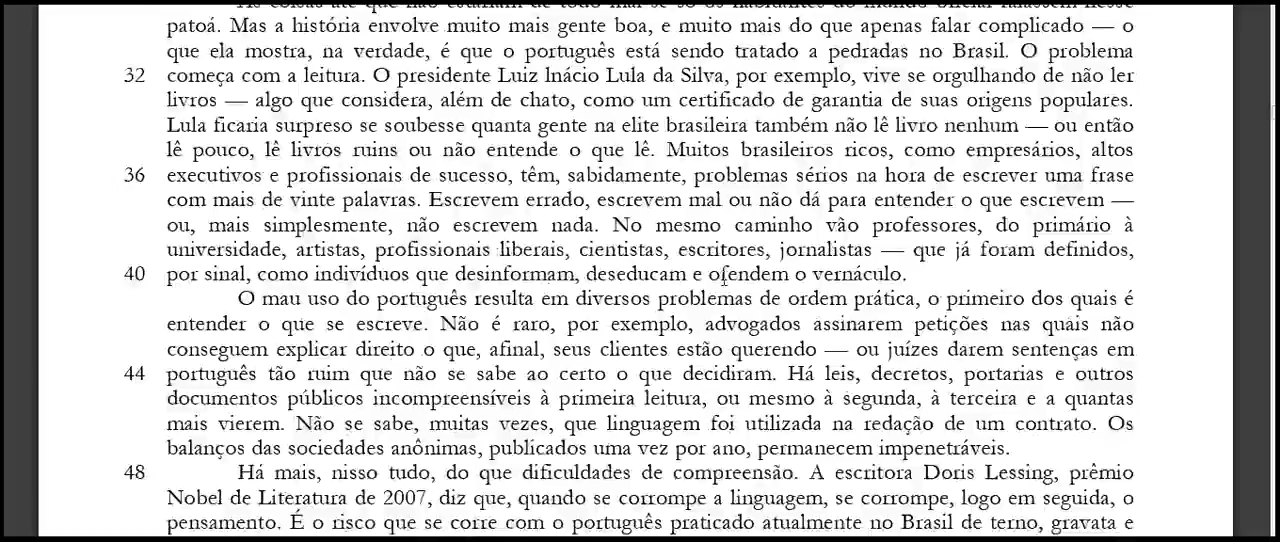 patoá. Mas a história envolve muito mais gente boa, e muito mais do que apenas falar complicado — o
que ela mostra, na verdade, é que o português está sendo tratado a pedradas no Brasil. O problema
32 começa com a leitura. O presidente Luiz Inácio Lula da Silva, por exemplo, vive se orgulhando de não ler
livros — algo que considera, além de chato, como um certificado de garantia de suas origens populares.
Lula ficaria surpreso se soubesse quanta gente na elite brasileira também não lê livro nenhum — ou então
lê pouco, lê livros ruins ou não entende o que lê. Muitos brasileiros ricos, como empresários, altos
36 executivos e profissionais de sucesso, têm, sabidamente, problemas sérios na hora de escrever uma frase
com mais de vinte palavras. Escrevem errado, escrevem mal ou não dá para entender o que escrevem —
ou, mais simplesmente, não escrevem nada. No mesmo caminho vão professores, do primário à
universidade, artistas, profissionais liberais, cientistas, escritores, jornalistas — que já foram definidos,
40 por sinal, como indivíduos que desinformam, deseducam e ofendem o vernáculo.
O mau uso do português resulta em diversos problemas de ordem prática, o primeiro dos quais é
entender o que se escreve. Não é raro, por exemplo, advogados assinarem petições nas quais não
conseguem explicar direito o que, afinal, seus clientes estão querendo — ou juízes darem sentenças em
44 português tão ruim que não se sabe ao certo o que decidiram. Há leis, decretos, portarias e outros
documentos públicos incompreensíveis à primeira leitura, ou mesmo à segunda, à terceira e a quantas
mais vierem. Não se sabe, muitas vezes, que linguagem foi utilizada na redação de um contrato. Os
balanços das sociedades anônimas, publicados uma vez por ano, permanecem impenetráveis.
48 Há mais, nisso tudo, do que dificuldades de compreensão. A escritora Doris Lessing, prêmio
Nobel de Literatura de 2007, diz que, quando se corrompe a linguagem, se corrompe, logo em seguida, o
pensamento. É o risco que se corre com o português praticado atualmente no Brasil de terno, gravata e